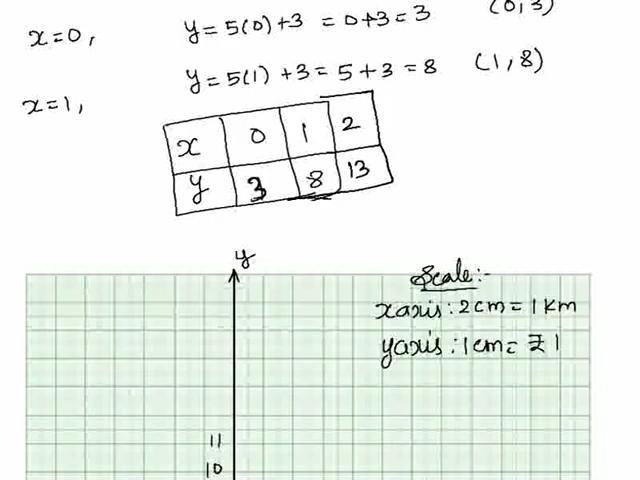 x=0, y=5(0)+3 = 0+3=3 (0,3)
x=1, y=5(1)+3=5+3=8 (1,8)
x 0 1 2
y 3 8 13
y
Scale:-
x axis: 2cm = 1 km
y axis: 1cm = ₹1
11
10